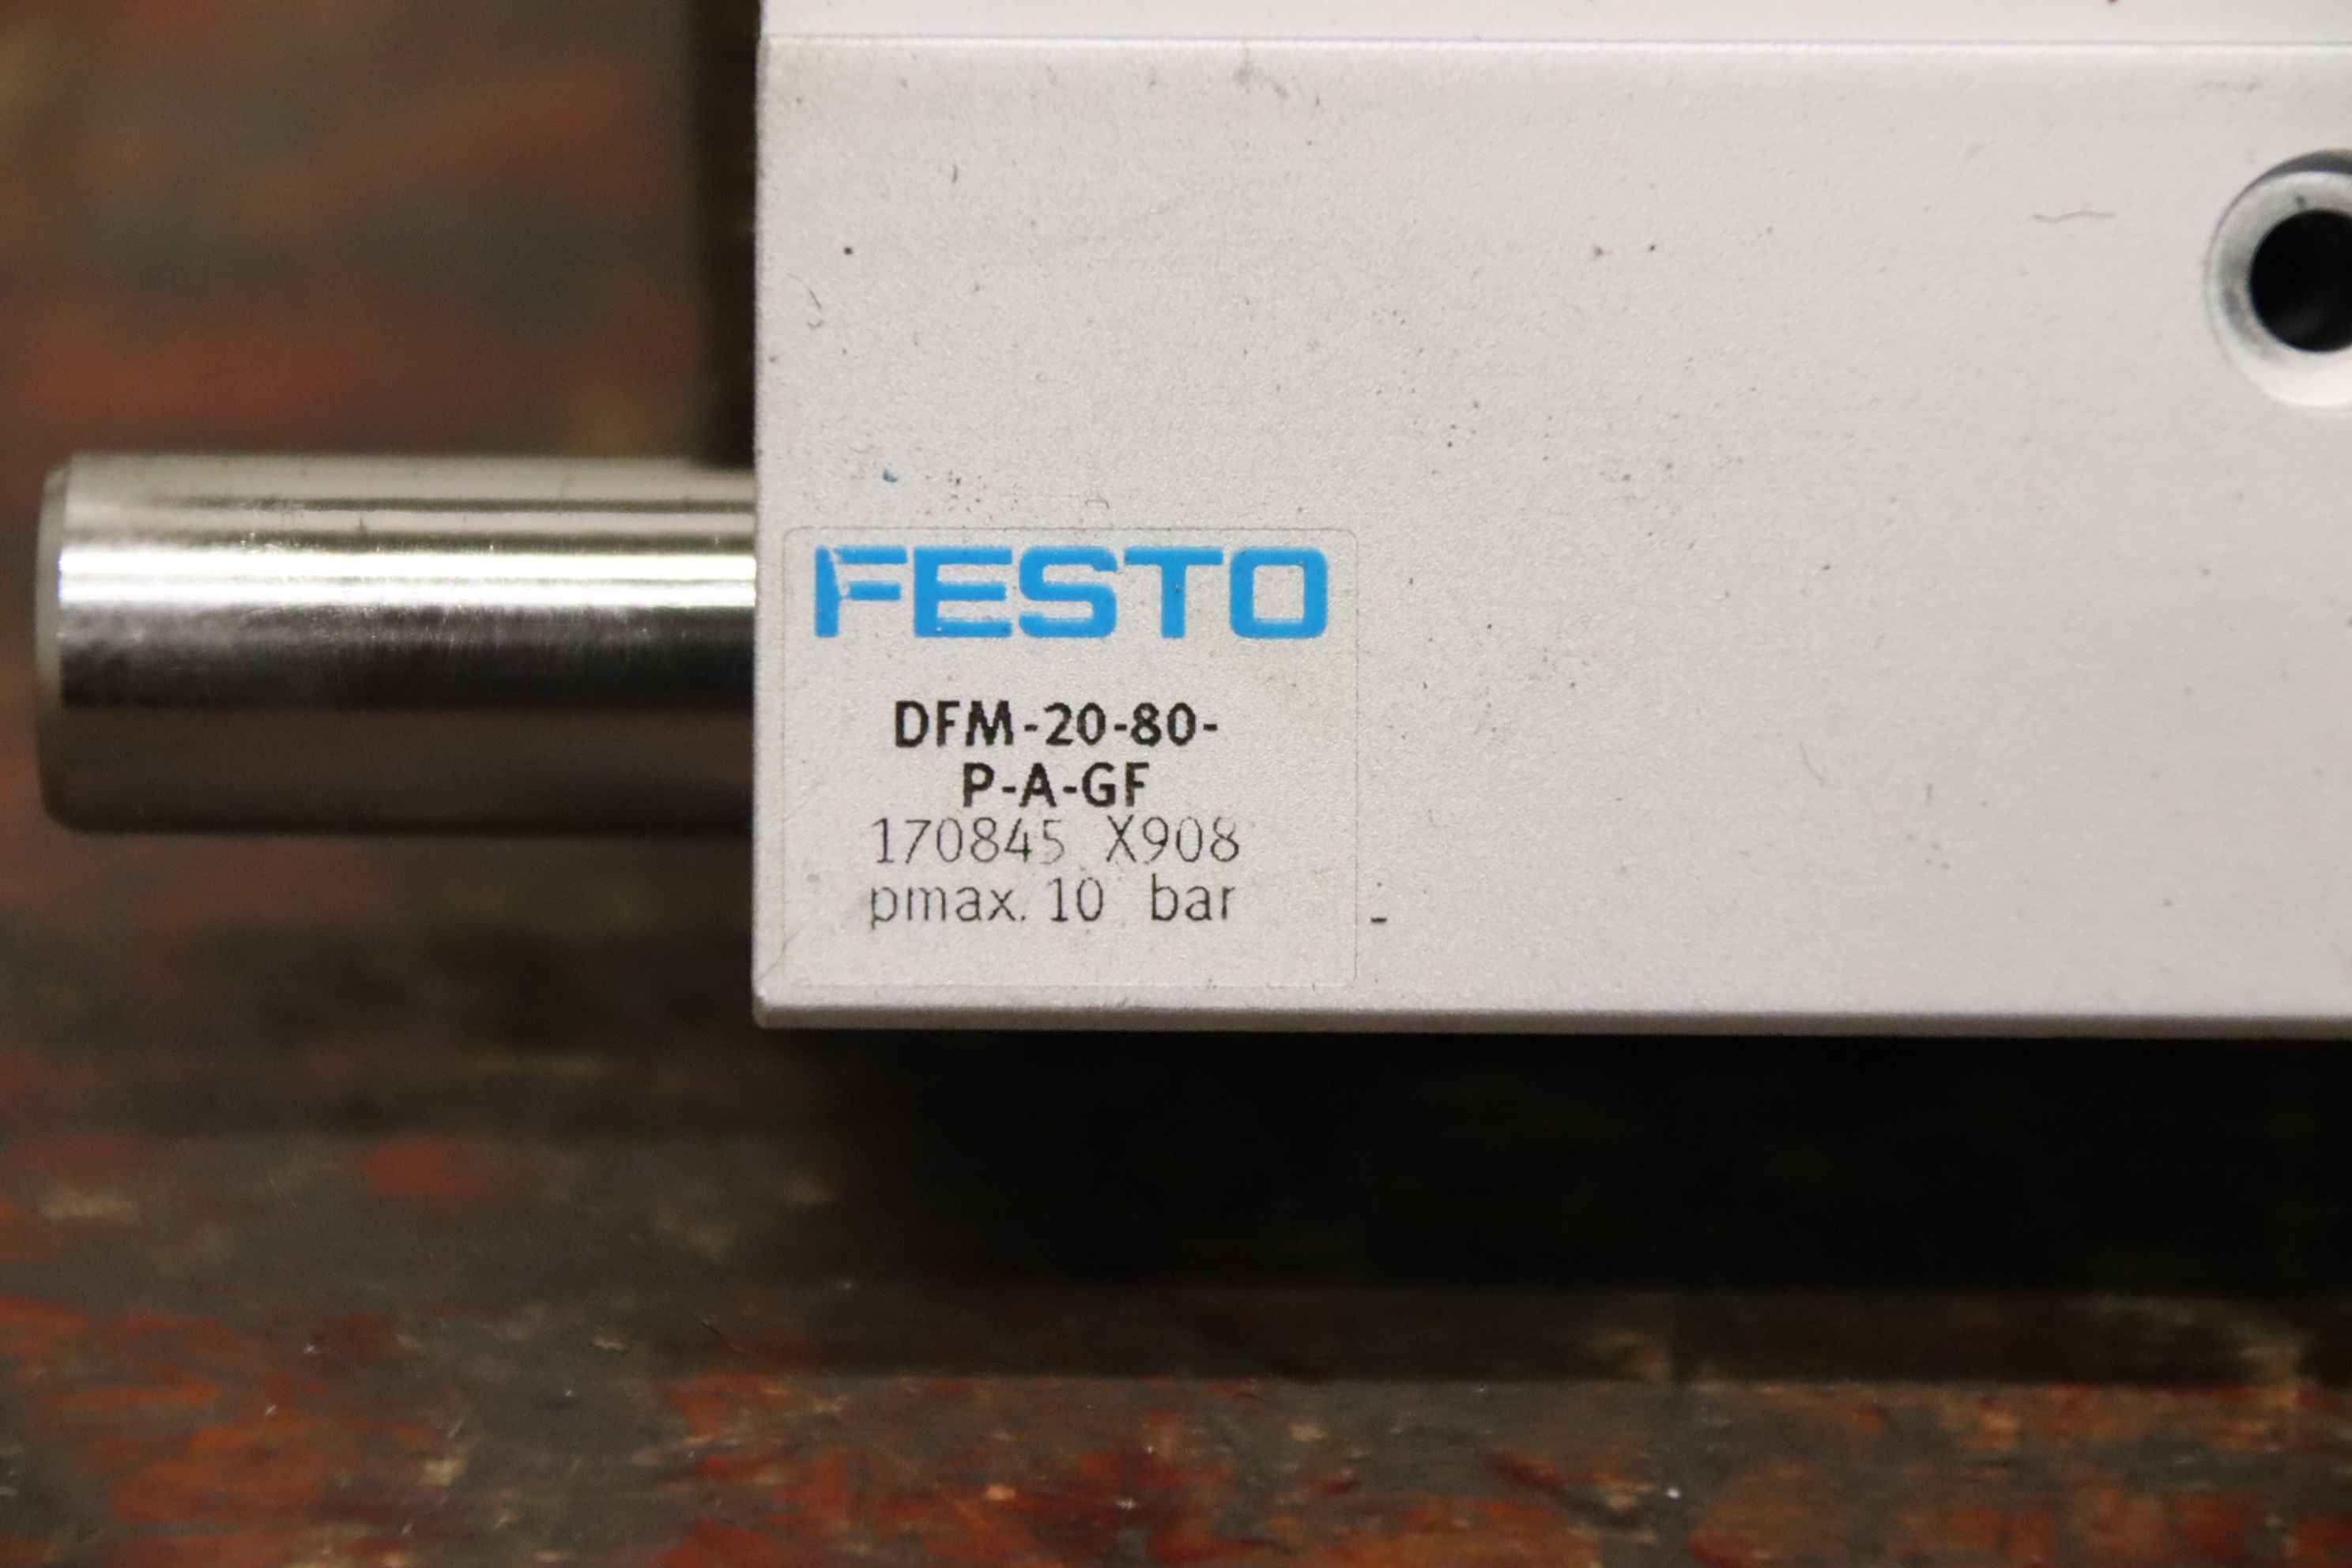 FESTO
DFM-20-80-
P-A-GF
170845 X908
pmax. 10 bar